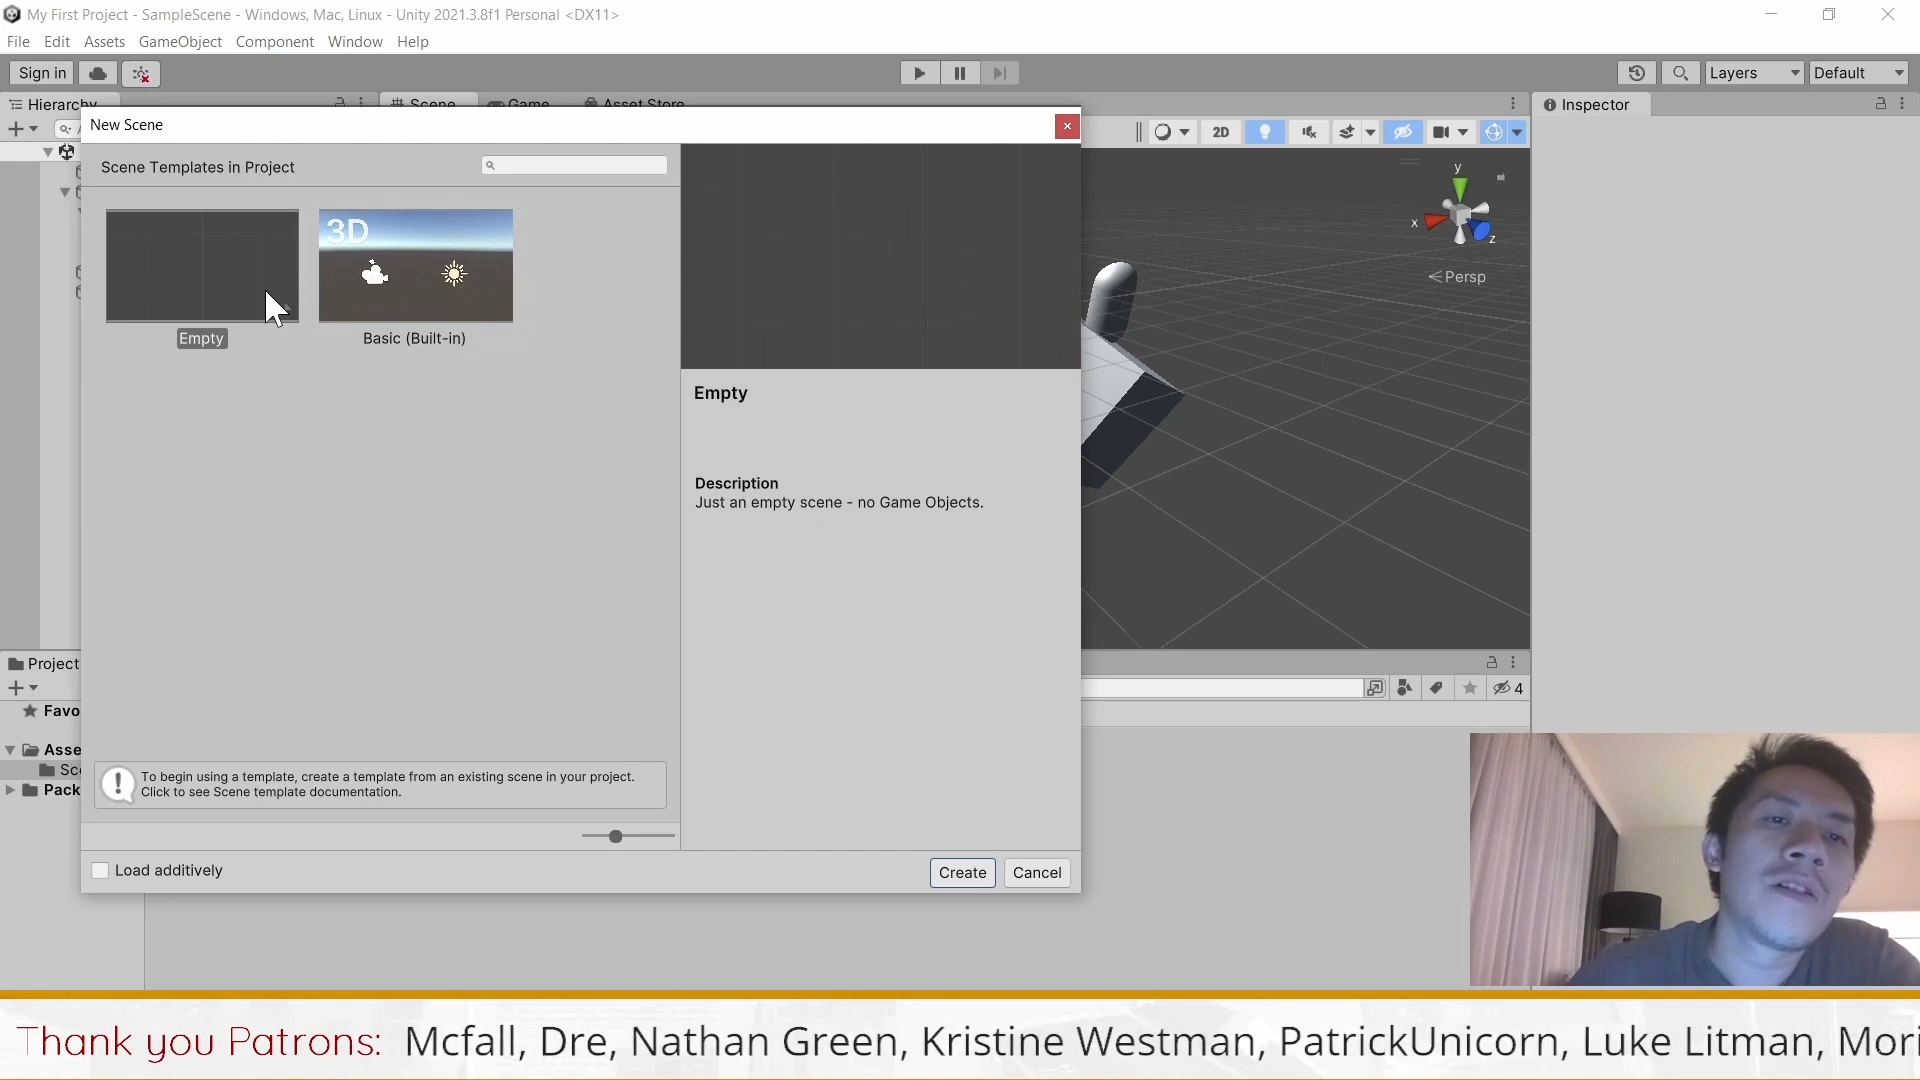 My First Project - SampleScene - Windows, Mac, Linux - Unity 2021.3.8f1 Personal <DX11>
File Edit Assets GameObject Component Window Help
Sign in Layers Default
Hierarchy Scene Game Asset Store Inspector
New Scene
2D
Scene Templates in Project
3D
y
x
z
Persp
Empty
Basic (Built-in)
Empty
Description
Just an empty scene - no Game Objects.
Project
4
Favo
Asse
Sce
Pack
To begin using a template, create a template from an existing scene in your project.
Click to see Scene template documentation.
Load additively
Create Cancel
Thank you Patrons: Mcfall, Dre, Nathan Green, Kristine Westman, PatrickUnicorn, Luke Litman, Mori